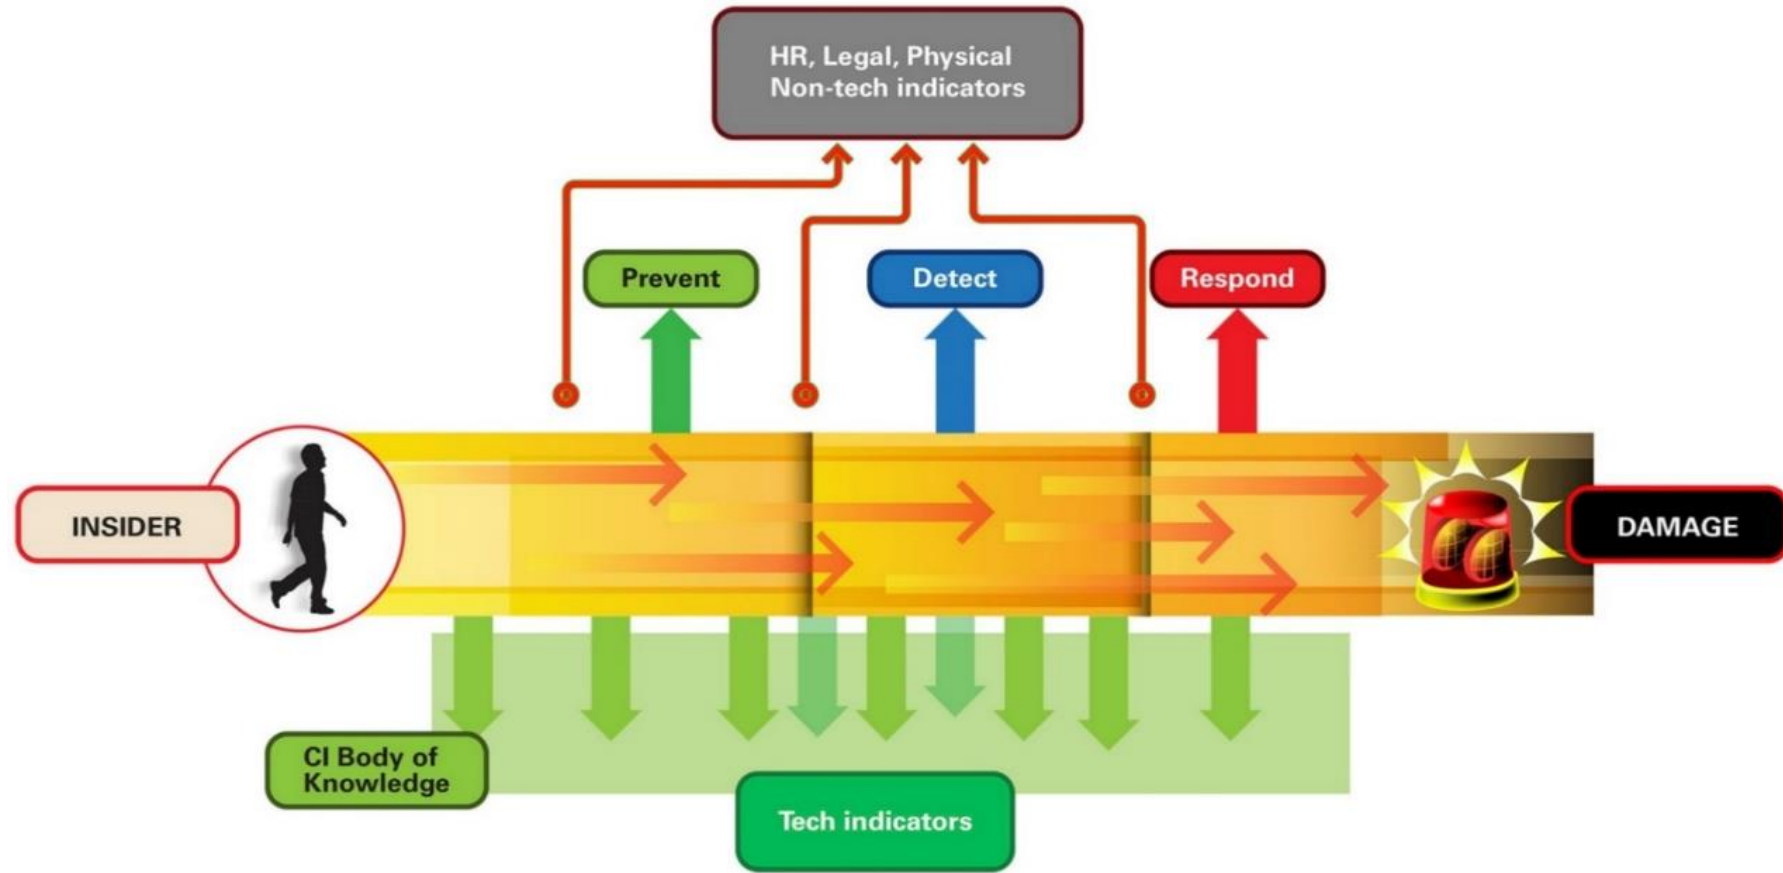 HR, Legal, Physical
Non-tech indicators
Prevent
Detect
Respond
INSIDER
DAMAGE
CI Body of
Knowledge
Tech indicators